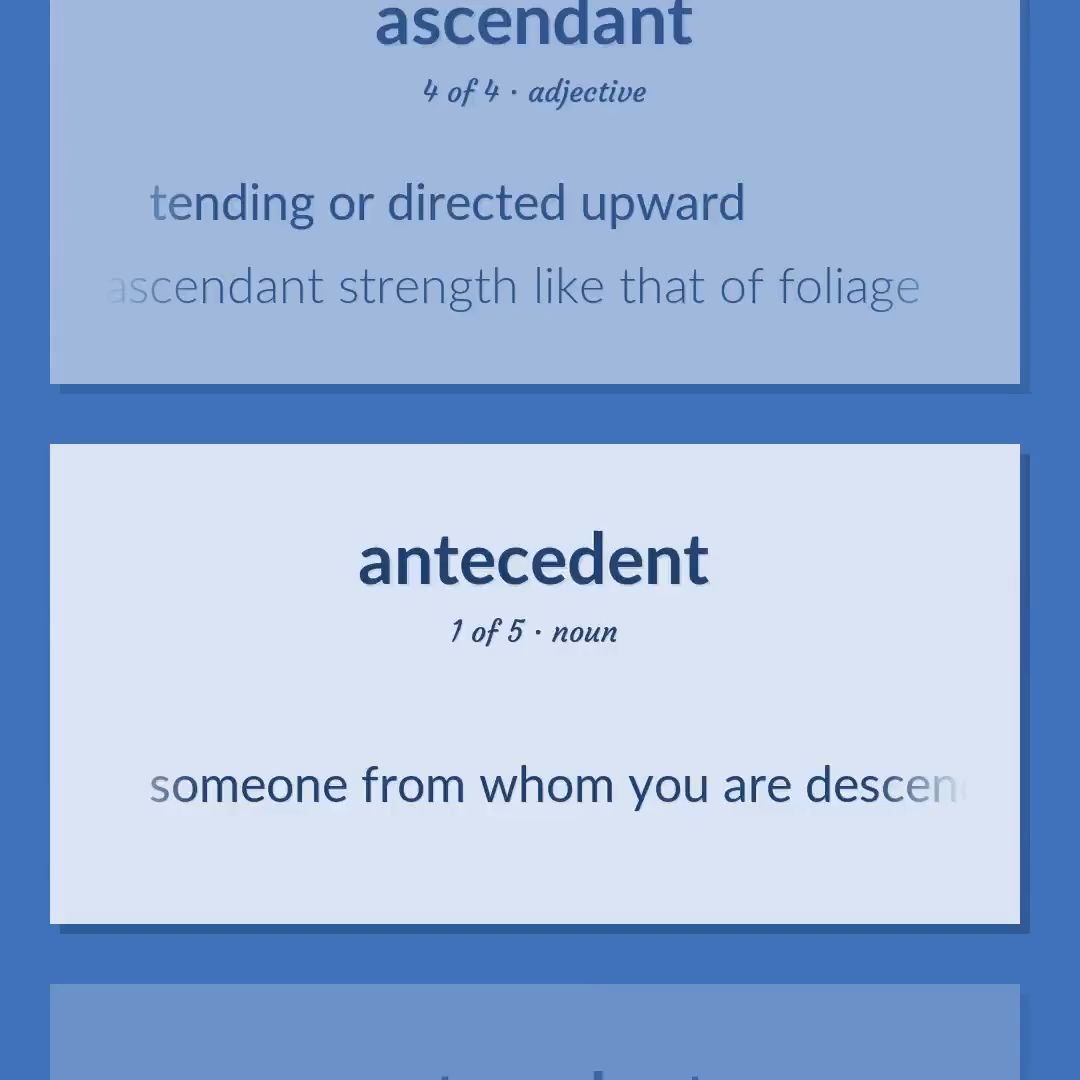 ascendant
4 of 4 · adjective
tending or directed upward
ascendant strength like that of foliage
antecedent
1 of 5 · noun
someone from whom you are